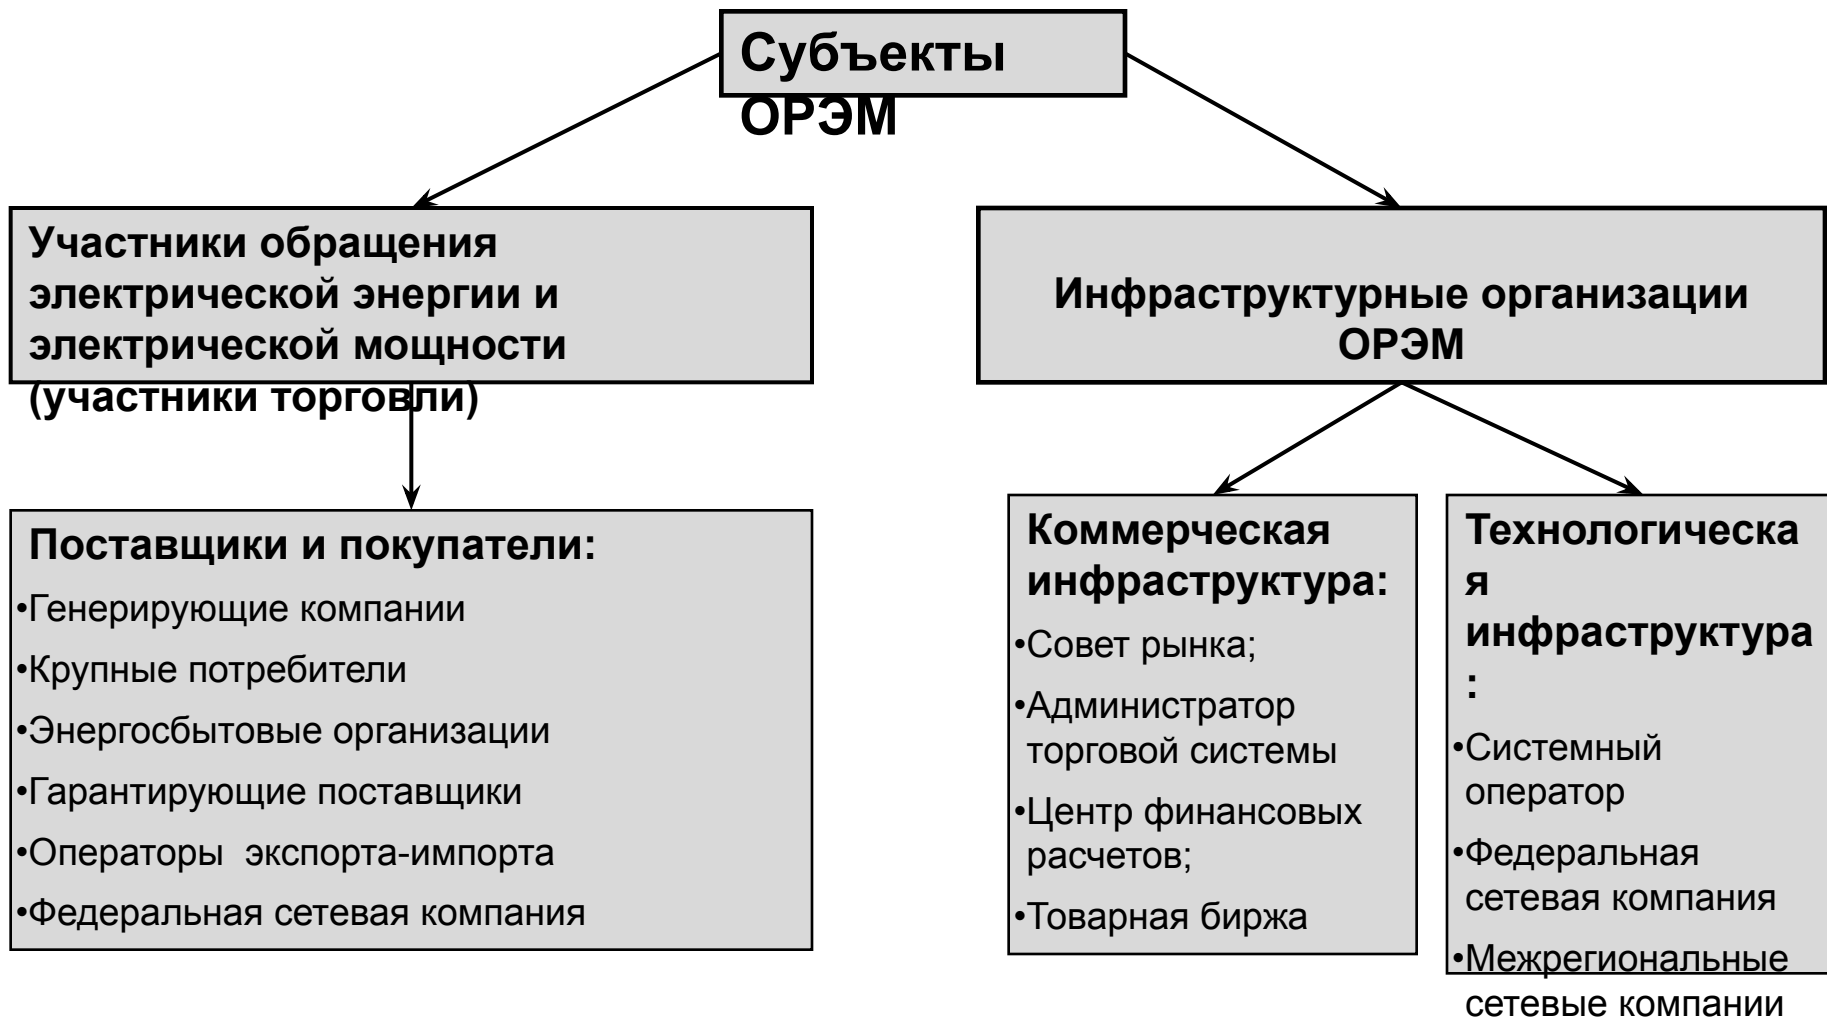 Субъекты
ОРЭМ
Участники обращения
электрической энергии и
электрической мощности
(участники торговли)
Инфраструктурные организации
ОРЭМ
Поставщики и покупатели:
•Генерирующие компании
•Крупные потребители
•Энергосбытовые организации
•Гарантирующие поставщики
•Операторы  экспорта-импорта
•Федеральная сетевая компания
Коммерческая
инфраструктура:
•Совет рынка;
•Администратор
торговой системы
•Центр финансовых
расчетов;
•Товарная биржа
Технологическа
я
инфраструктура
:
•Системный
оператор
•Федеральная
сетевая компания
•Межрегиональные
сетевые компании